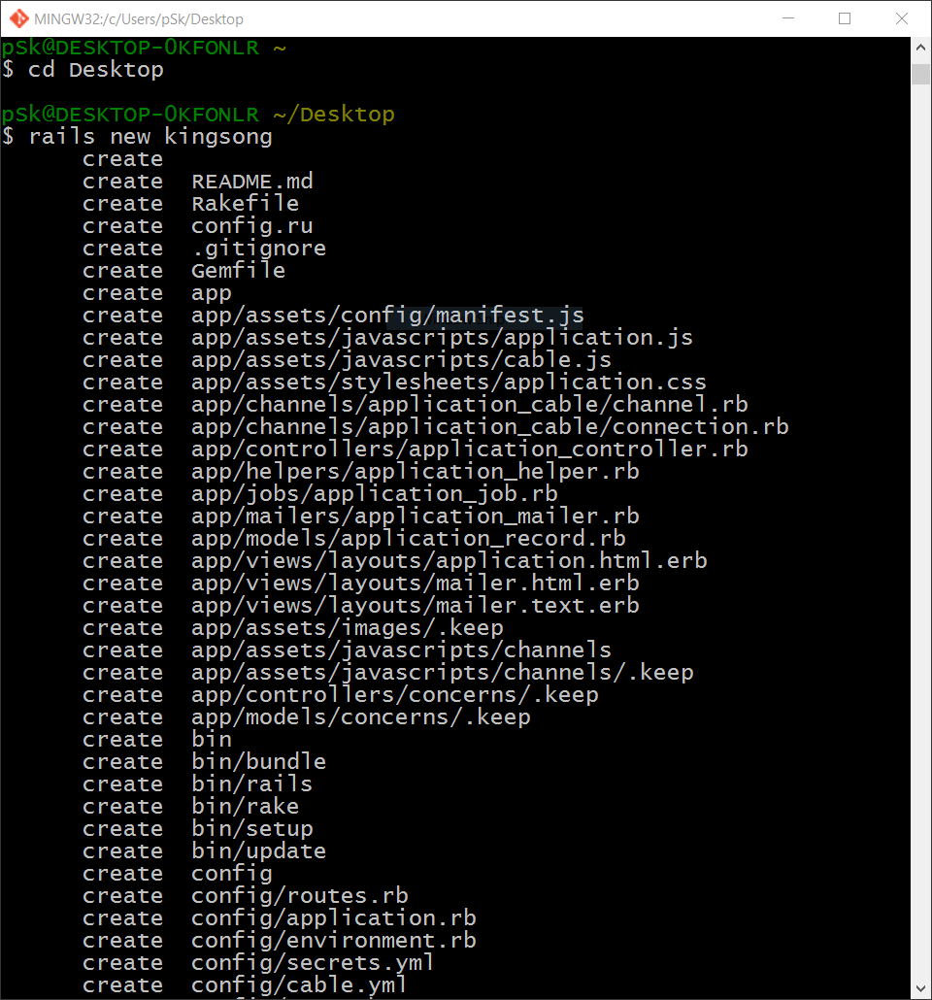 MINGW32:/c/Users/pSk/Desktop
pSk@DESKTOP-0KFONLR ~
$ cd Desktop
pSk@DESKTOP-0KFONLR ~/Desktop
$ rails new kingsong
create
create README.md
create Rakefile
create config.ru
create .gitignore
create Gemfile
create app
create app/assets/config/manifest.js
create app/assets/javascripts/application.js
create app/assets/javascripts/cable.js
create app/assets/stylesheets/application.css
create app/channels/application_cable/channel.rb
create app/channels/application_cable/connection.rb
create app/controllers/application_controller.rb
create app/helpers/application_helper.rb
create app/jobs/application_job.rb
create app/mailers/application_mailer.rb
create app/models/application_record.rb
create app/views/layouts/application.html.erb
create app/views/layouts/mailer.html.erb
create app/views/layouts/mailer.text.erb
create app/assets/images/.keep
create app/assets/javascripts/channels
create app/assets/javascripts/channels/.keep
create app/controllers/concerns/.keep
create app/models/concerns/.keep
create bin
create bin/bundle
create bin/rails
create bin/rake
create bin/setup
create bin/update
create config
create config/routes.rb
create config/application.rb
create config/environment.rb
create config/secrets.yml
create config/cable.yml